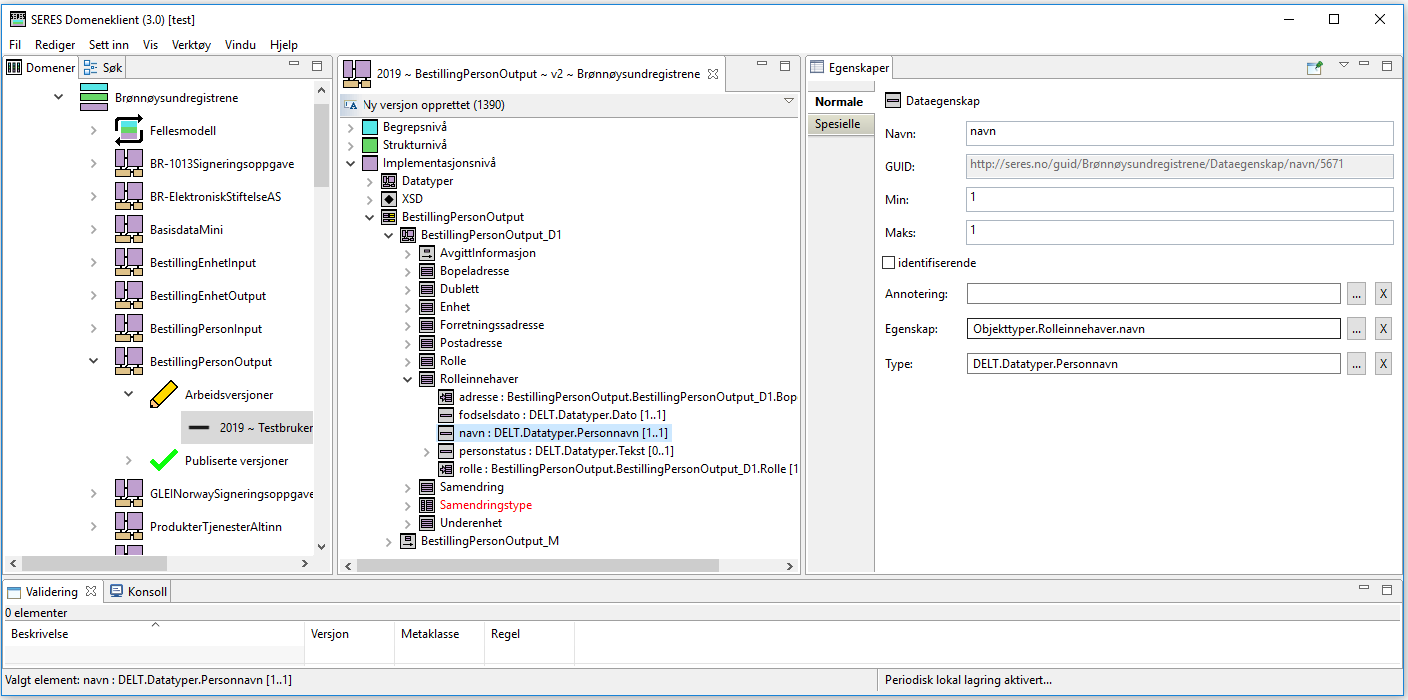 SERES Domeneklient (3.0) [test]
Fil Rediger Sett inn Vis Verktøy Vindu Hjelp
Domener
Søk
Brønnøysundregistrene
Fellesmodell
BR-1013Signeringsoppgave
BR-ElektroniskStiftelseAS
BasisdataMini
BestillingEnhetInput
BestillingEnhetOutput
BestillingPersonInput
BestillingPersonOutput
Arbeidsversjoner
2019 ~ Testbruker
Publiserte versjoner
GLEINorwaySigneringsoppgave
ProdukterTjenesterAltinn
2019 ~ BestillingPersonOutput ~ v2 ~ Brønnøysundregistrene
Ny versjon opprettet (1390)
Begrepsnivå
Strukturnivå
Implementasjonsnivå
Datatyper
XSD
BestillingPersonOutput
BestillingPersonOutput_D1
AvgittInformasjon
Bopeladresse
Dublett
Enhet
Forretningssadresse
Postadresse
Rolle
Rolleinnehaver
adresse : BestillingPersonOutput.BestillingPersonOutput_D1.Bop
fodselsdato : DELT.Datatyper.Dato [1..1]
navn : DELT.Datatyper.Personnavn [1..1]
personstatus : DELT.Datatyper.Tekst [0..1]
rolle : BestillingPersonOutput.BestillingPersonOutput_D1.Rolle [1
Samendring
Samendringstype
Underenhet
BestillingPersonOutput_M
Egenskaper
Normale
Spesielle
Dataegenskap
Navn: navn
GUID: http://seres.no/guid/Brønnøysundregistrene/Dataegenskap/navn/5671
Min: 1
Maks: 1
identifiserende
Annotering: ... X
Egenskap: Objekttyper.Rolleinnehaver.navn ... X
Type: DELT.Datatyper.Personnavn ... X
Validering
Konsoll
0 elementer
Beskrivelse Versjon Metaklasse Regel
Valgt element: navn : DELT.Datatyper.Personnavn [1..1]
Periodisk lokal lagring aktivert...